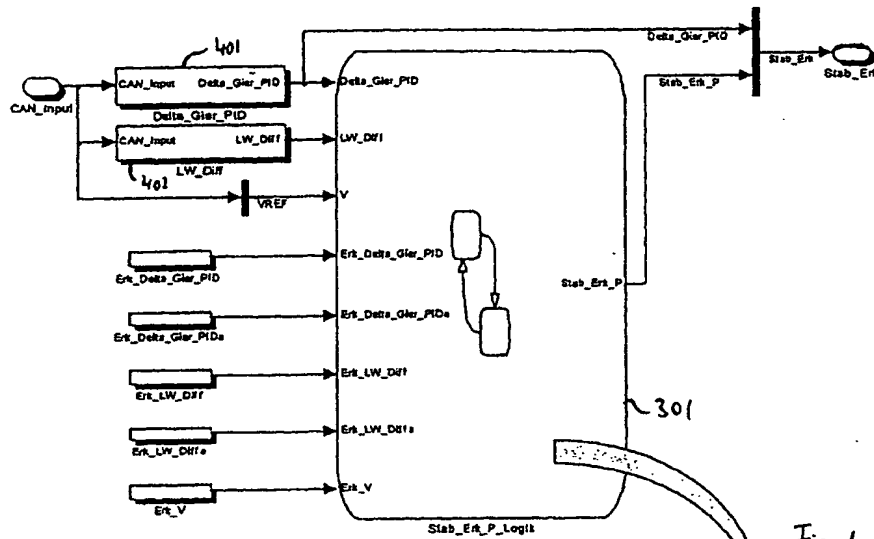 401
Delta_Gier_PID
CAN_Input Delta_Gier_PID
Delta_Gier_PID
Stab_Erk
CAN_Input
Delta_Gier_PID
Stab_Erk_P
Stab_Erk
CAN_Input LW_Diff
LW_Diff
LW_Diff
402
VREF
V
Erk_Delta_Gier_PID
Erk_Delta_Gier_PID
Stab_Erk_P
Erk_Delta_Gier_PIDa
Erk_Delta_Gier_PIDa
Erk_LW_Diff
Erk_LW_Diff
301
Erk_LW_Diffa
Erk_LW_Diffa
Erk_V
Erk_V
Stab_Erk_P_Logik